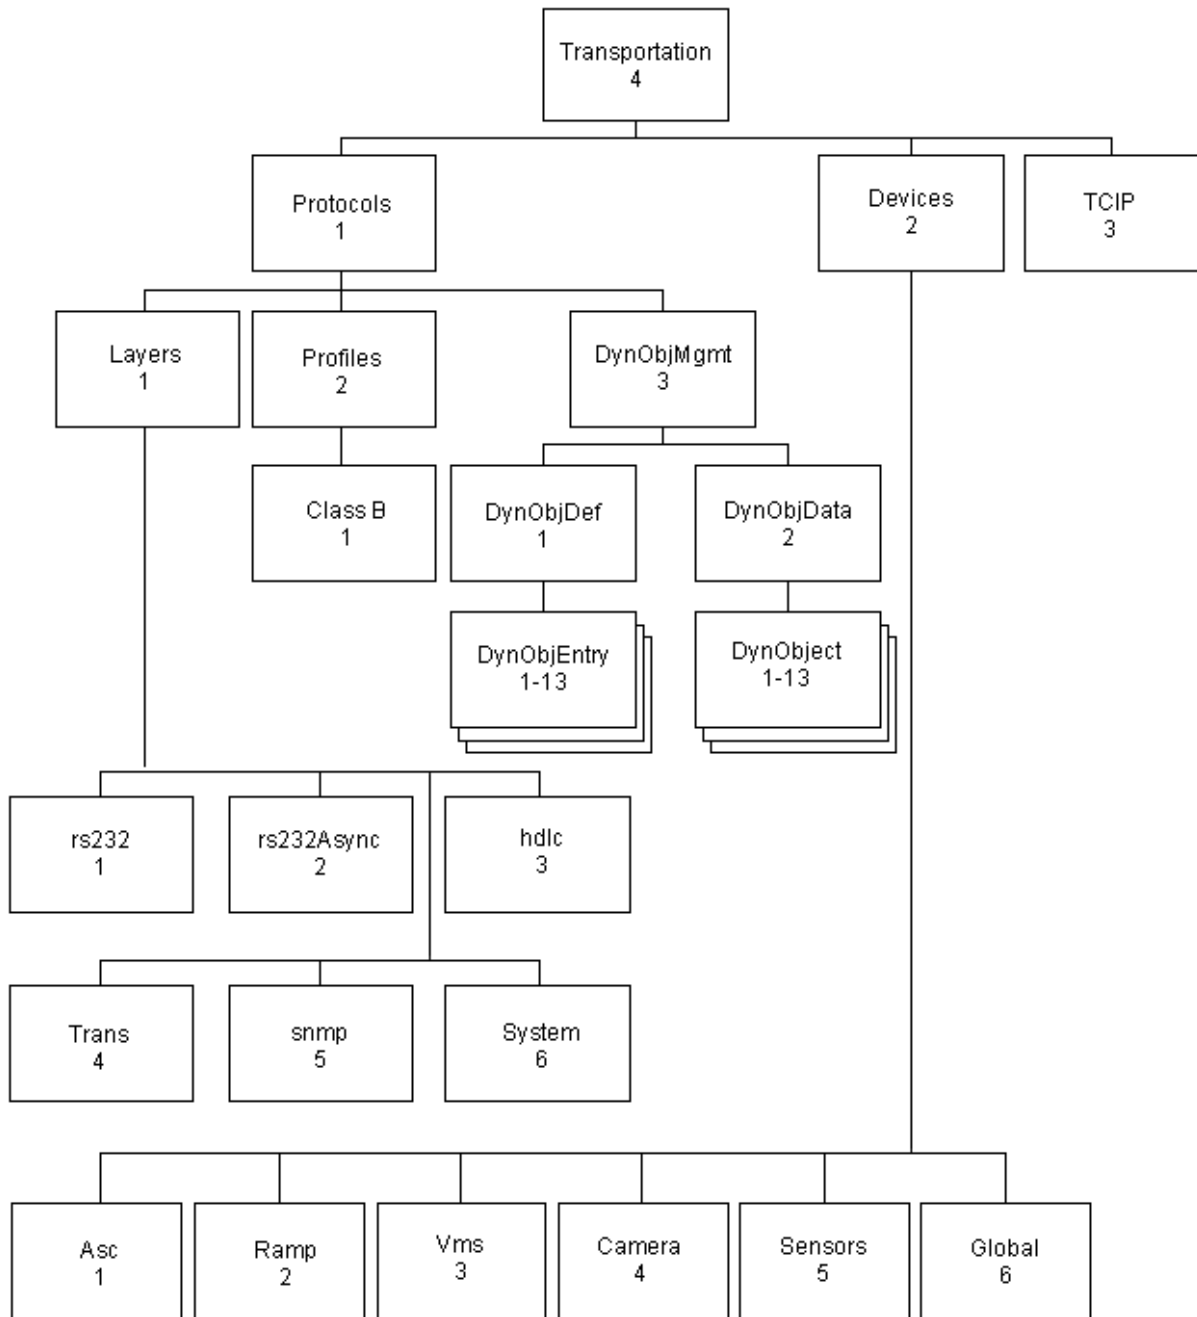 Transportation
4
Protocols
1
Devices
2
TCIP
3
Layers
1
Profiles
2
DynObjMgmt
3
Class B
1
DynObjDef
1
DynObjData
2
DynObjEntry
1-13
DynObject
1-13
rs232
1
rs232Async
2
hdlc
3
Trans
4
snmp
5
System
6
Asc
1
Ramp
2
Vms
3
Camera
4
Sensors
5
Global
6